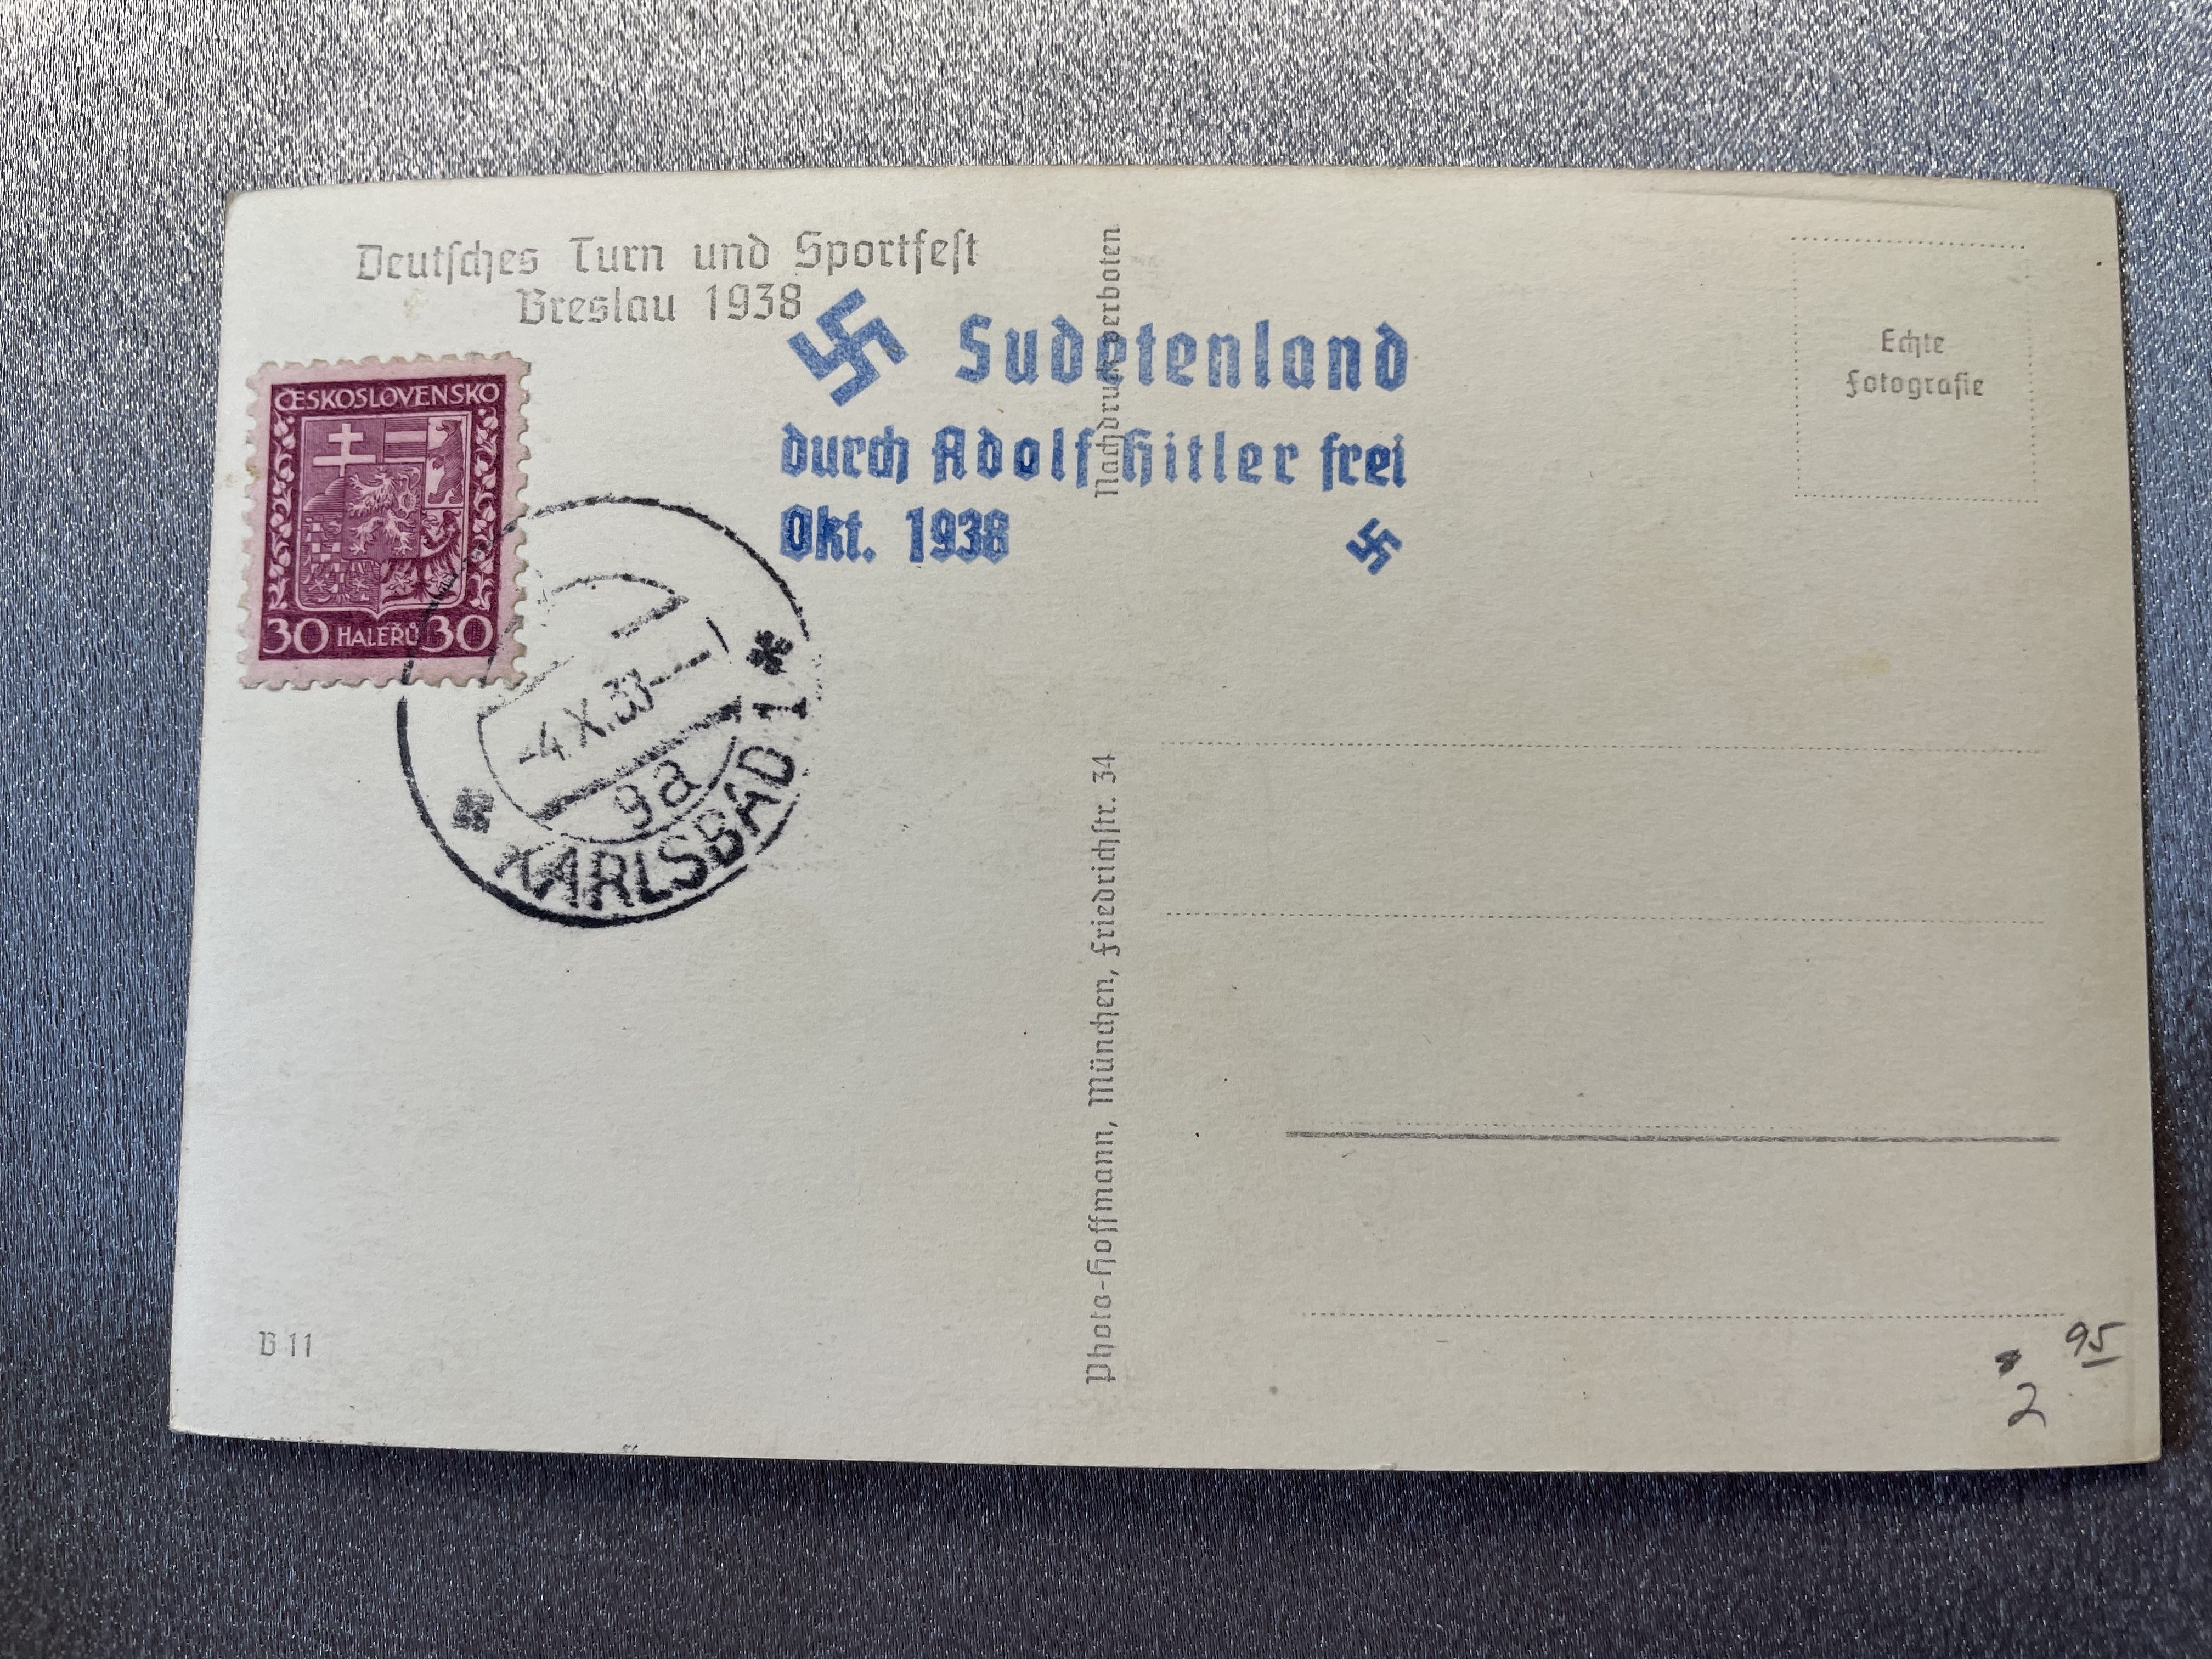 Deutſches Turn und Sportfeſt
Breslau 1938
ČESKOSLOVENSKO
30 HALÉŘŮ 30
Sudetenland
durch Adolf Hitler frei
Okt. 1938
-4.X.38-
9a
KARLSBAD 1
Nachdruck verboten
Photo-Hoffmann, München, Friedrichſtr. 34
Echte
Fotografie
B 11
95
2